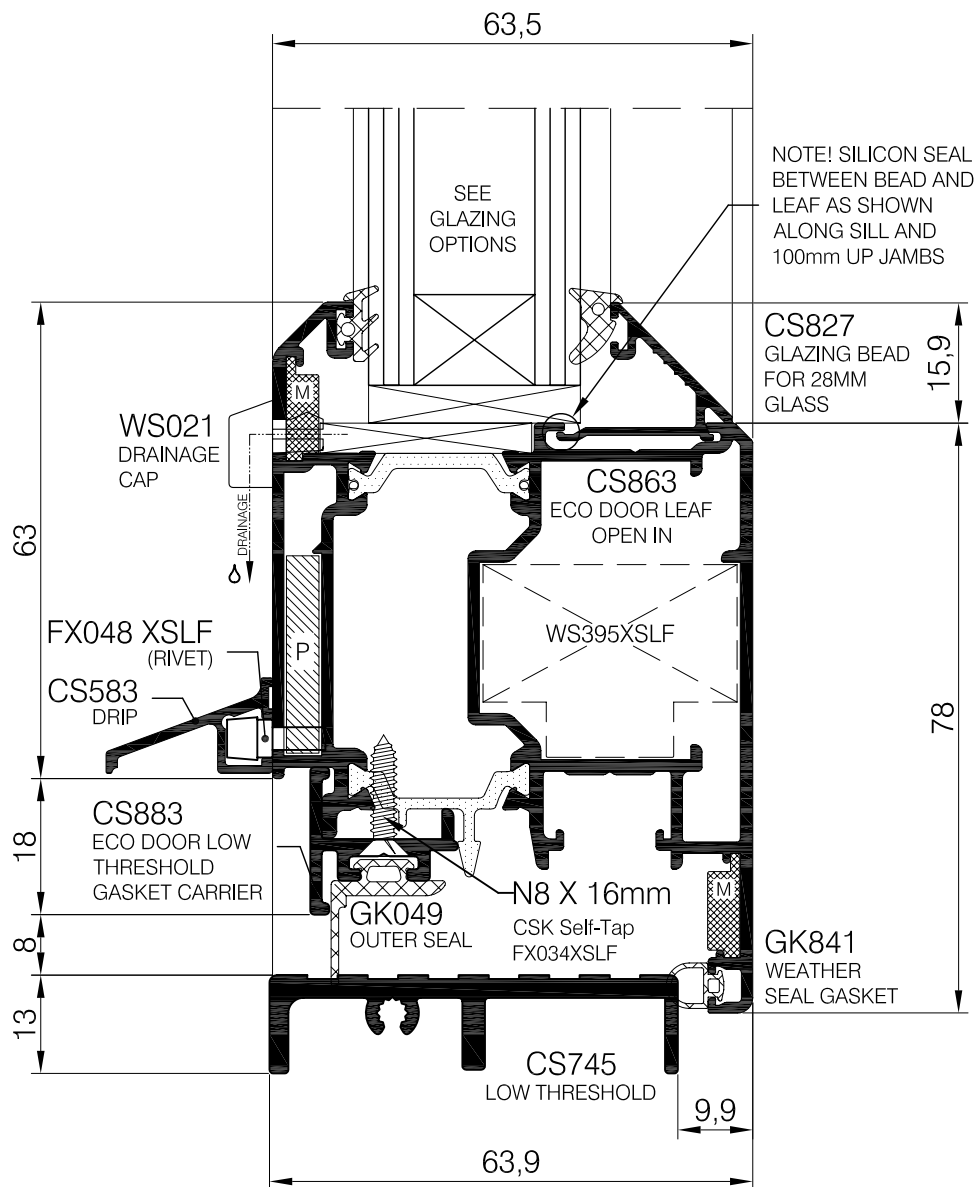 63,5
NOTE! SILICON SEAL
BETWEEN BEAD AND
LEAF AS SHOWN
ALONG SILL AND
100mm UP JAMBS
SEE
GLAZING
OPTIONS
CS827
GLAZING BEAD
FOR 28MM
GLASS
15,9
M
WS021
DRAINAGE
CAP
CS863
ECO DOOR LEAF
OPEN IN
DRAINAGE
63
WS395XSLF
FX048 XSLF
(RIVET)
P
CS583
DRIP
78
CS883
ECO DOOR LOW
THRESHOLD
GASKET CARRIER
18
N8 X 16mm
CSK Self-Tap
FX034XSLF
GK049
OUTER SEAL
M
GK841
WEATHER
SEAL GASKET
8
13
CS745
LOW THRESHOLD
9,9
63,9